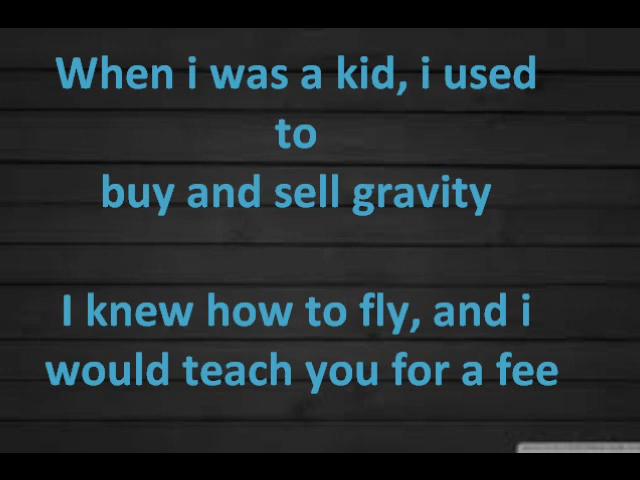 When i was a kid, i used
to
buy and sell gravity
I knew how to fly, and i
would teach you for a fee